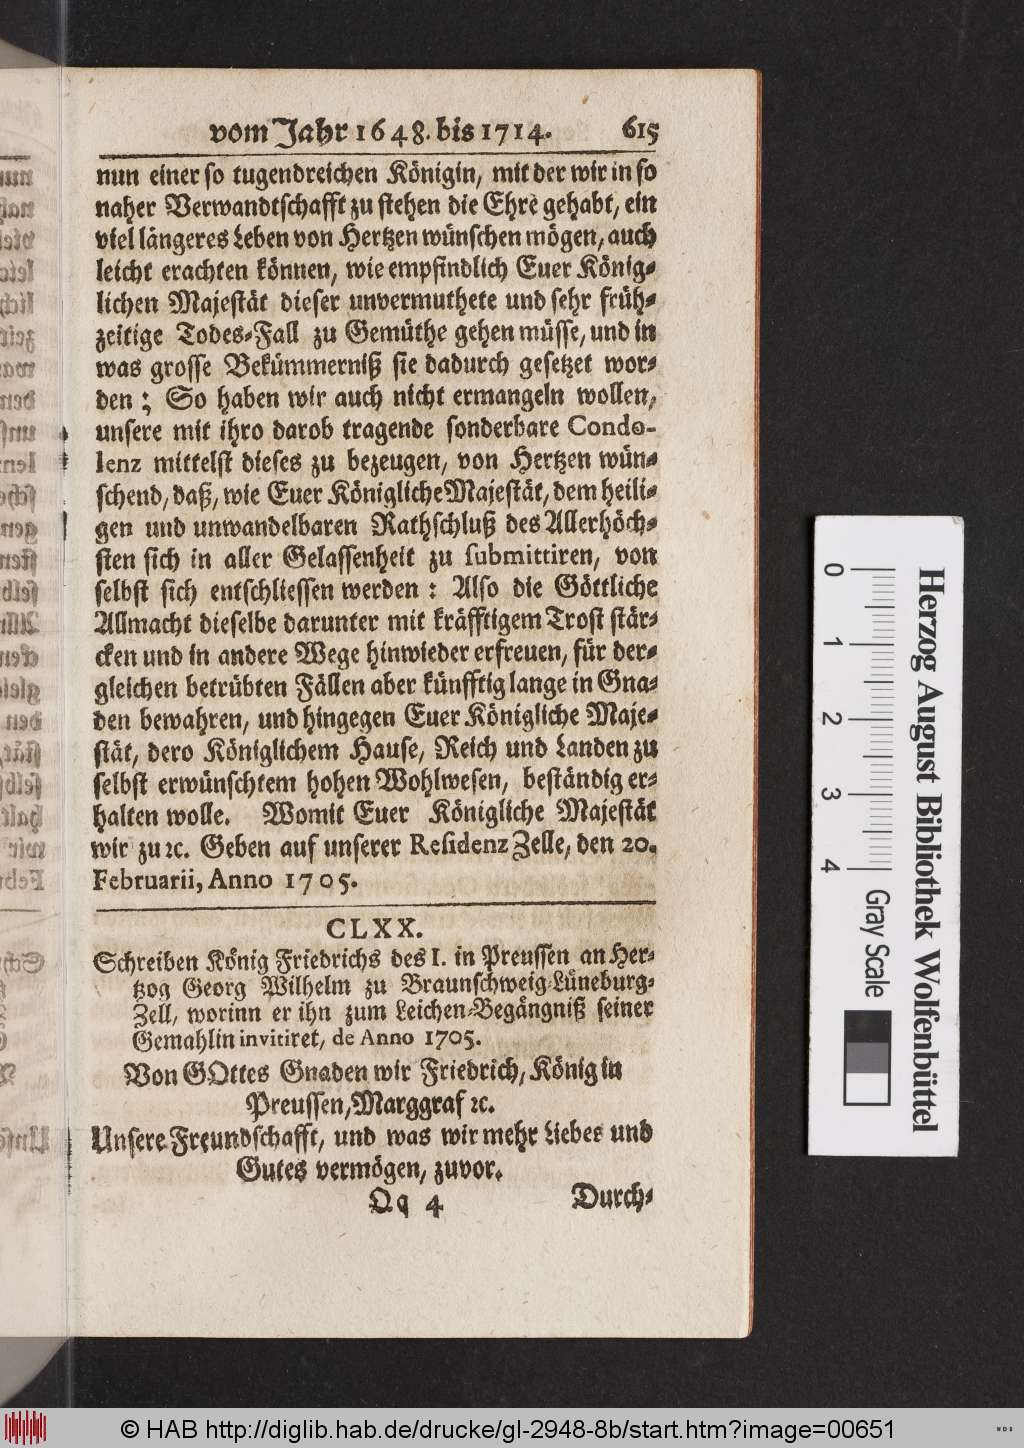 vom Jahr 1648. bis 1714. 615
nun einer so tugendreichen Königin, mit der wir in so
naher Verwandtschafft zu stehen die Ehre gehabt, ein
viel längeres Leben von Hertzen wünschen mögen, auch
leicht erachten können, wie empfindlich Euer König-
lichen Majestät dieser unvermuthete und sehr früh-
zeitige Todes-Fall zu Gemüthe gehen müsse, und in
was grosse Bekümmerniß sie dadurch gesetzet wor-
den: So haben wir auch nicht ermangeln wollen,
unsere mit ihro darob tragende sonderbare Condo-
lenz mittelst dieses zu bezeugen, von Hertzen wün-
schend, daß, wie Euer Königliche Majestät, dem heili-
gen und unwandelbaren Rathschluß des Allerhöch-
sten sich in aller Gelassenheit zu submittiren, von
selbst sich entschliessen werden: Also die Göttliche
Allmacht dieselbe darunter mit kräfftigem Trost stär-
cken und in andere Wege hinwieder erfreuen, für der-
gleichen betrübten Fällen aber künfftig lange in Gna-
den bewahren, und hingegen Euer Königliche Maje-
stät, dero Königlichem Hause, Reich und Landen zu
selbst erwünschtem hohen Wohlwesen, beständig er-
halten wolle. Womit Euer Königliche Majestät
wir zu ꝛc. Geben auf unserer Residenz Zelle, den 20.
Februarii, Anno 1705.
CLXX.
Schreiben König Friedrichs des I. in Preussen an Her-
tzog Georg Wilhelm zu Braunschweig-Lüneburg-
Zell, worinn er ihn zum Leichen-Begängniß seiner
Gemahlin invitiret, de Anno 1705.
Von GOttes Gnaden wir Friedrich, König in
Preussen, Marggraf ꝛc.
Unsere Freundschafft, und was wir mehr Liebes und
Gutes vermögen, zuvor.
Qq 4 Durch-
0 1 2 3 4
Gray Scale
Herzog August Bibliothek Wolfenbüttel
© HAB http://diglib.hab.de/drucke/gl-2948-8b/start.htm?image=00651